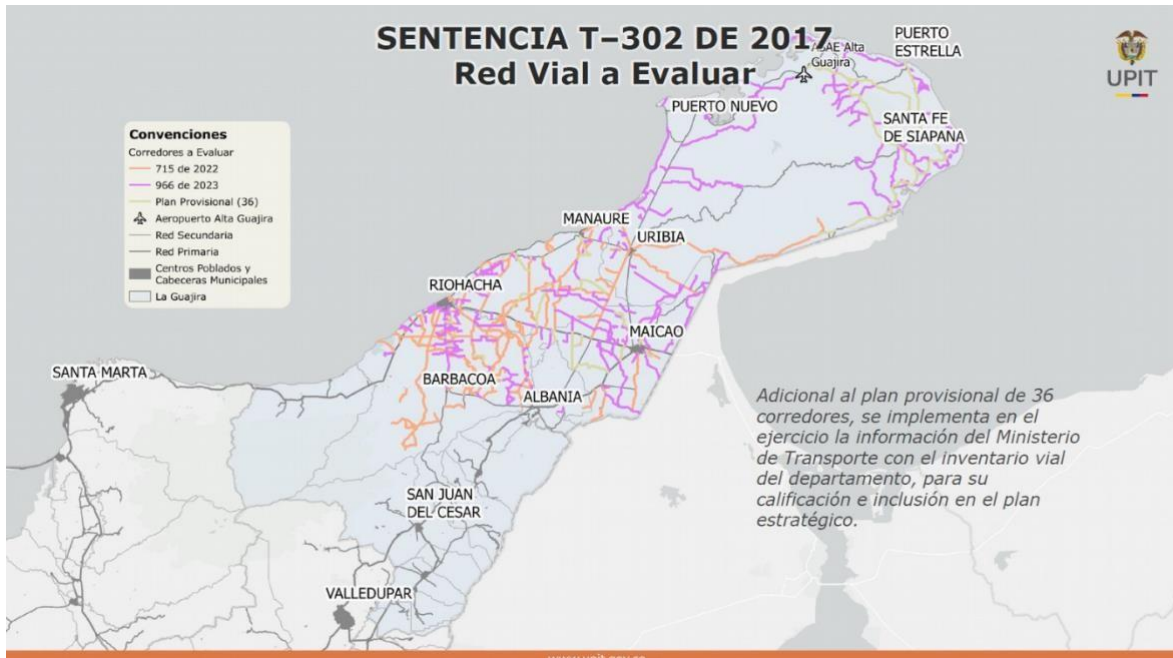 SENTENCIA T–302 DE 2017
Red Vial a Evaluar
UPIT
Convenciones
Corredores a Evaluar
715 de 2022
966 de 2023
Plan Provisional (36)
Aeropuerto Alta Guajira
Red Secundaria
Red Primaria
Centros Poblados y
Cabeceras Municipales
La Guajira
Alta
Guajira
PUERTO
ESTRELLA
PUERTO NUEVO
SANTA FE
DE SIAPANA
MANAURE
URIBIA
RIOHACHA
MAICAO
SANTA MARTA
BARBACOA
ALBANIA
SAN JUAN
DEL CESAR
VALLEDUPAR
Adicional al plan provisional de 36
corredores, se implementa en el
ejercicio la información del Ministerio
de Transporte con el inventario vial
del departamento, para su
calificación e inclusión en el plan
estratégico.